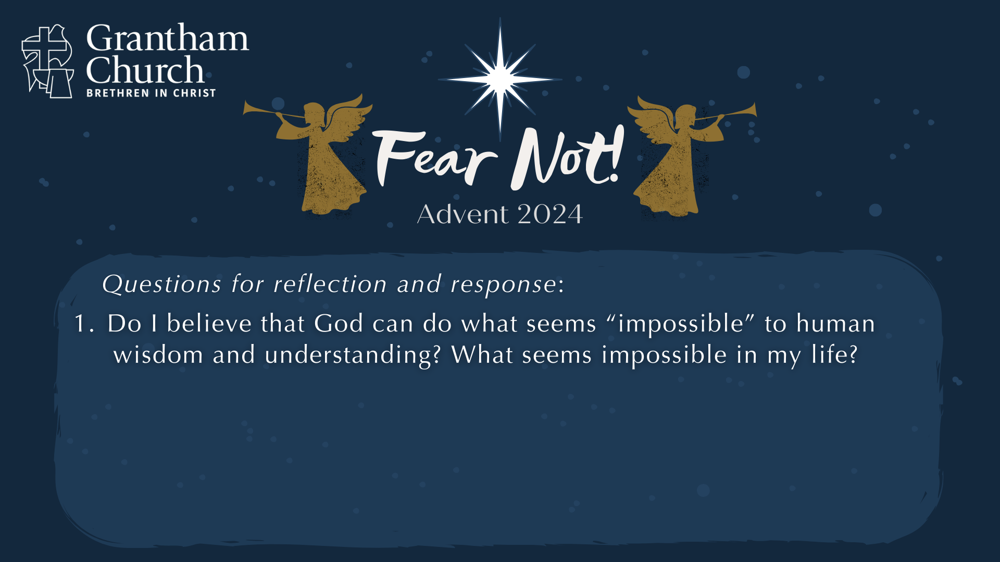 Grantham
Church
BRETHREN IN CHRIST
Fear Not!
Advent 2024
Questions for reflection and response:
1. Do I believe that God can do what seems “impossible” to human
wisdom and understanding? What seems impossible in my life?